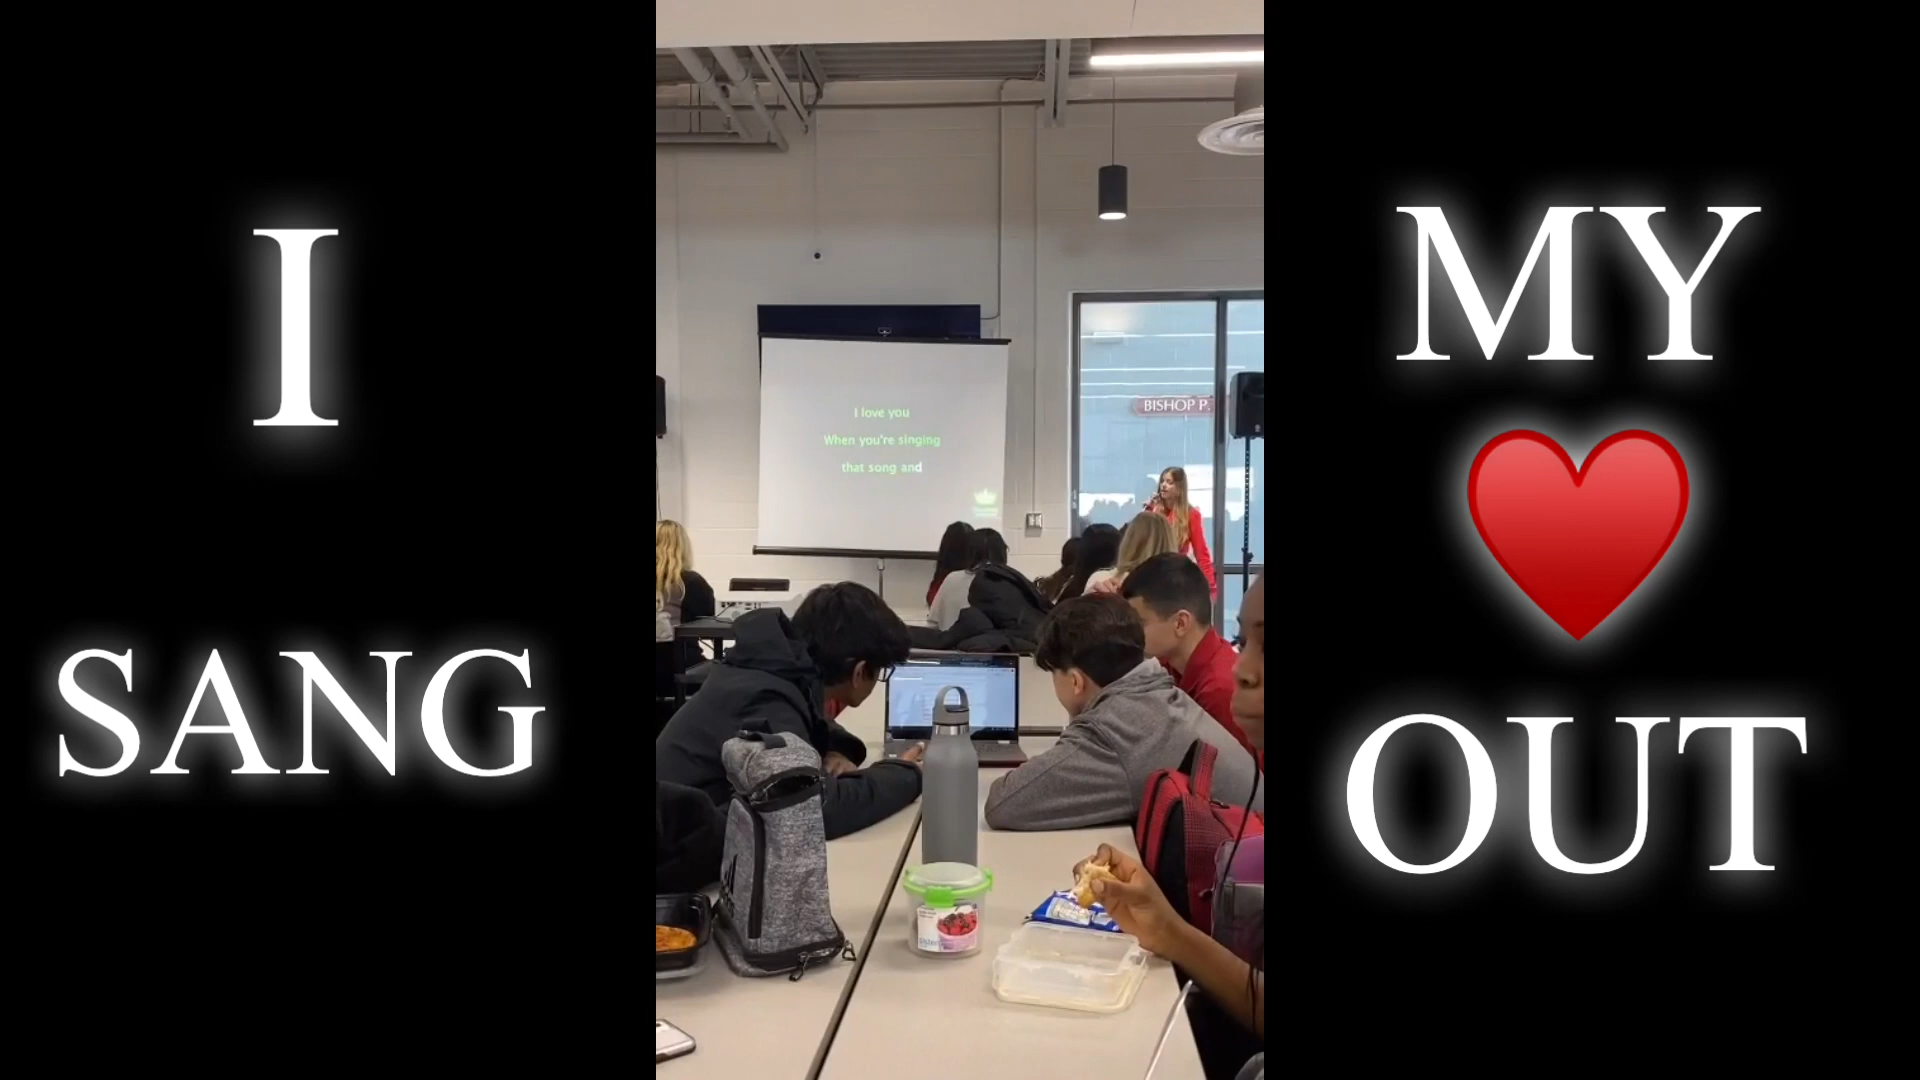 I
SANG
I love you
When you're singing
that song and
BISHOP P.
MY
OUT